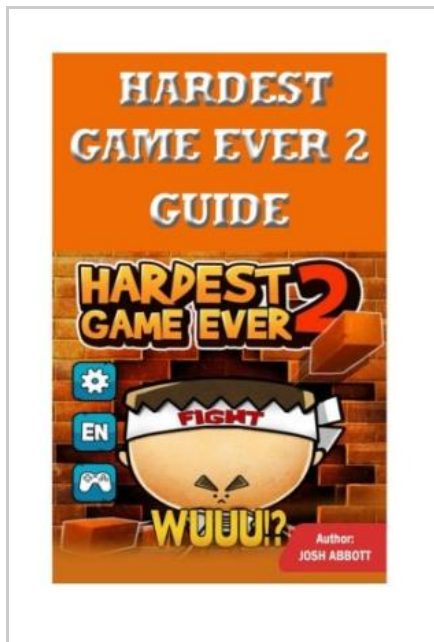 HARDEST
GAME EVER 2
GUIDE
HARDEST 2
GAME EVER
FIGHT
EN
WUUU!?
Author:
JOSH ABBOTT